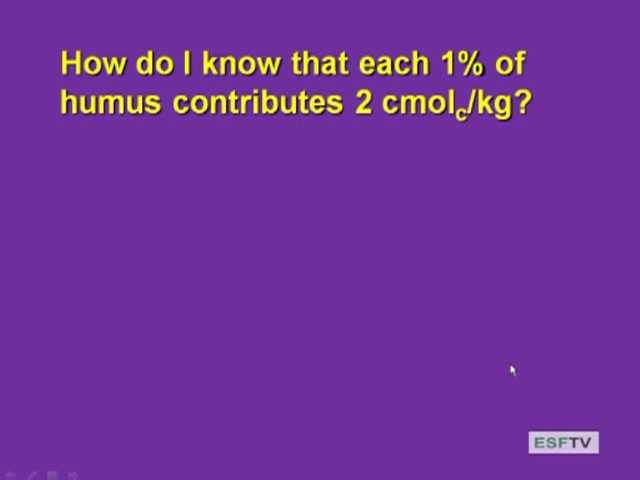 How do I know that each 1% of
humus contributes 2 cmolc/kg?
ESFTV